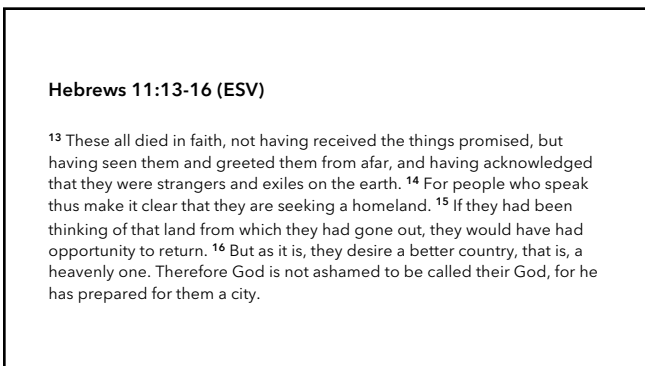 Hebrews 11:13-16 (ESV)
13 These all died in faith, not having received the things promised, but
having seen them and greeted them from afar, and having acknowledged
that they were strangers and exiles on the earth. 14 For people who speak
thus make it clear that they are seeking a homeland. 15 If they had been
thinking of that land from which they had gone out, they would have had
opportunity to return. 16 But as it is, they desire a better country, that is, a
heavenly one. Therefore God is not ashamed to be called their God, for he
has prepared for them a city.